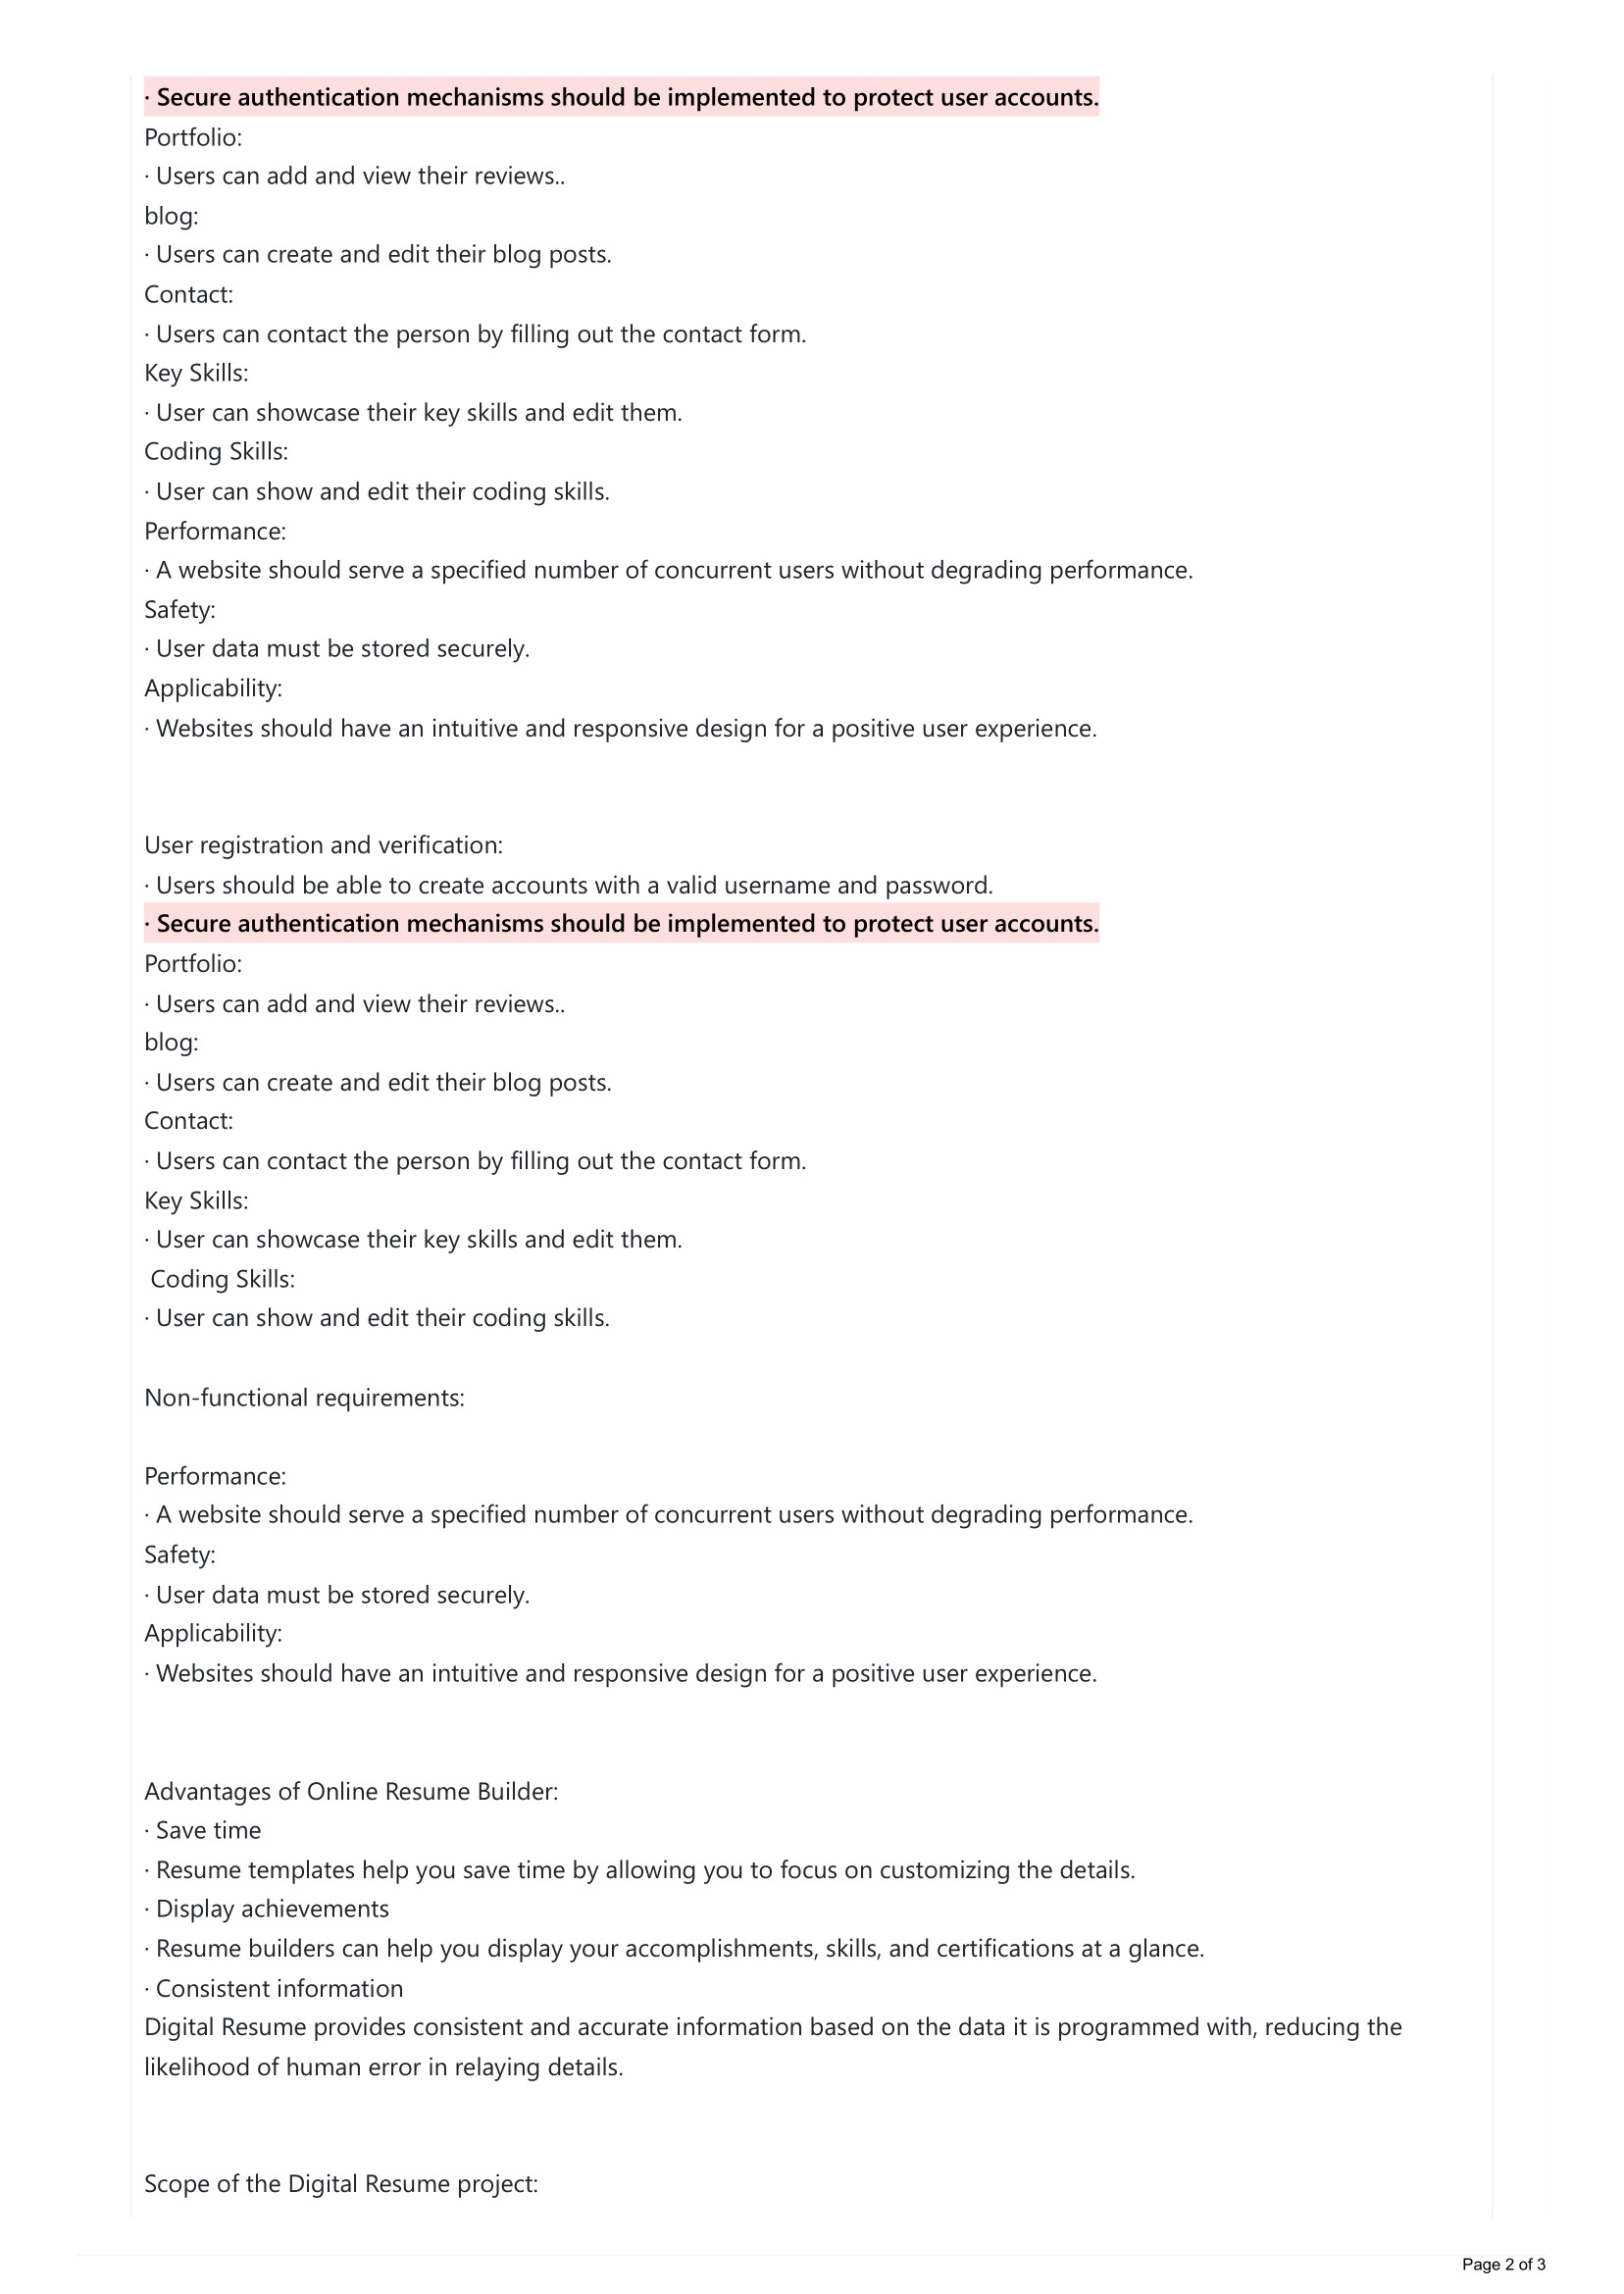 · Secure authentication mechanisms should be implemented to protect user accounts.
Portfolio:
· Users can add and view their reviews..
blog:
· Users can create and edit their blog posts.
Contact:
· Users can contact the person by filling out the contact form.
Key Skills:
· User can showcase their key skills and edit them.
Coding Skills:
· User can show and edit their coding skills.
Performance:
· A website should serve a specified number of concurrent users without degrading performance.
Safety:
· User data must be stored securely.
Applicability:
· Websites should have an intuitive and responsive design for a positive user experience.
User registration and verification:
· Users should be able to create accounts with a valid username and password.
· Secure authentication mechanisms should be implemented to protect user accounts.
Portfolio:
· Users can add and view their reviews..
blog:
· Users can create and edit their blog posts.
Contact:
· Users can contact the person by filling out the contact form.
Key Skills:
· User can showcase their key skills and edit them.
Coding Skills:
· User can show and edit their coding skills.
Non-functional requirements:
Performance:
· A website should serve a specified number of concurrent users without degrading performance.
Safety:
· User data must be stored securely.
Applicability:
· Websites should have an intuitive and responsive design for a positive user experience.
Advantages of Online Resume Builder:
· Save time
· Resume templates help you save time by allowing you to focus on customizing the details.
· Display achievements
· Resume builders can help you display your accomplishments, skills, and certifications at a glance.
· Consistent information
Digital Resume provides consistent and accurate information based on the data it is programmed with, reducing the
likelihood of human error in relaying details.
Scope of the Digital Resume project:
Page 2 of 3